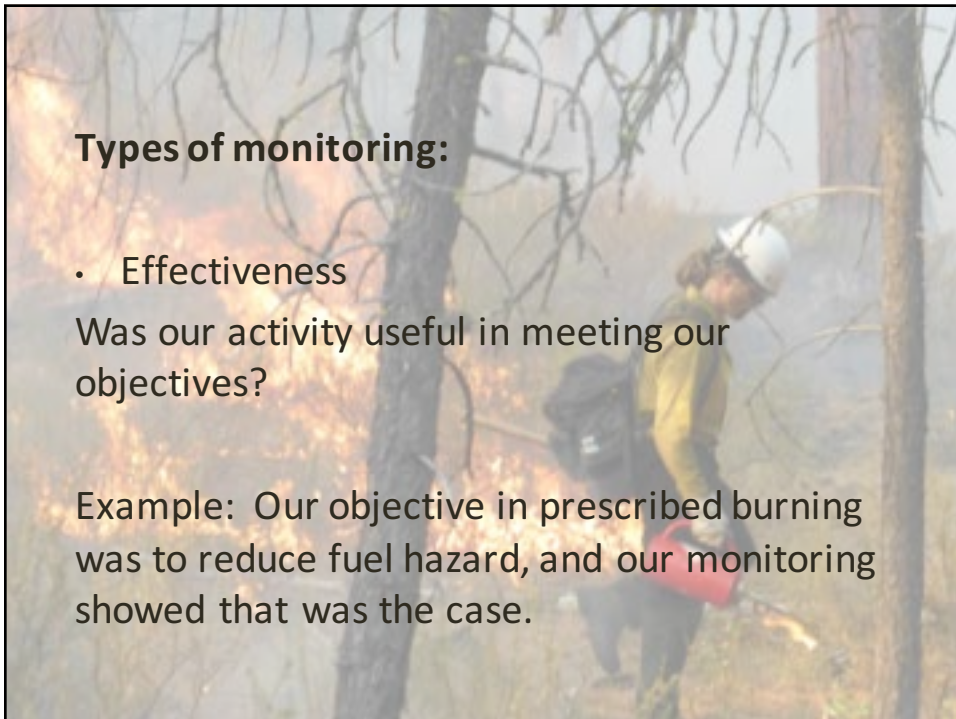 Types of monitoring:
• Effectiveness
Was our activity useful in meeting our
objectives?
Example: Our objective in prescribed burning
was to reduce fuel hazard, and our monitoring
showed that was the case.